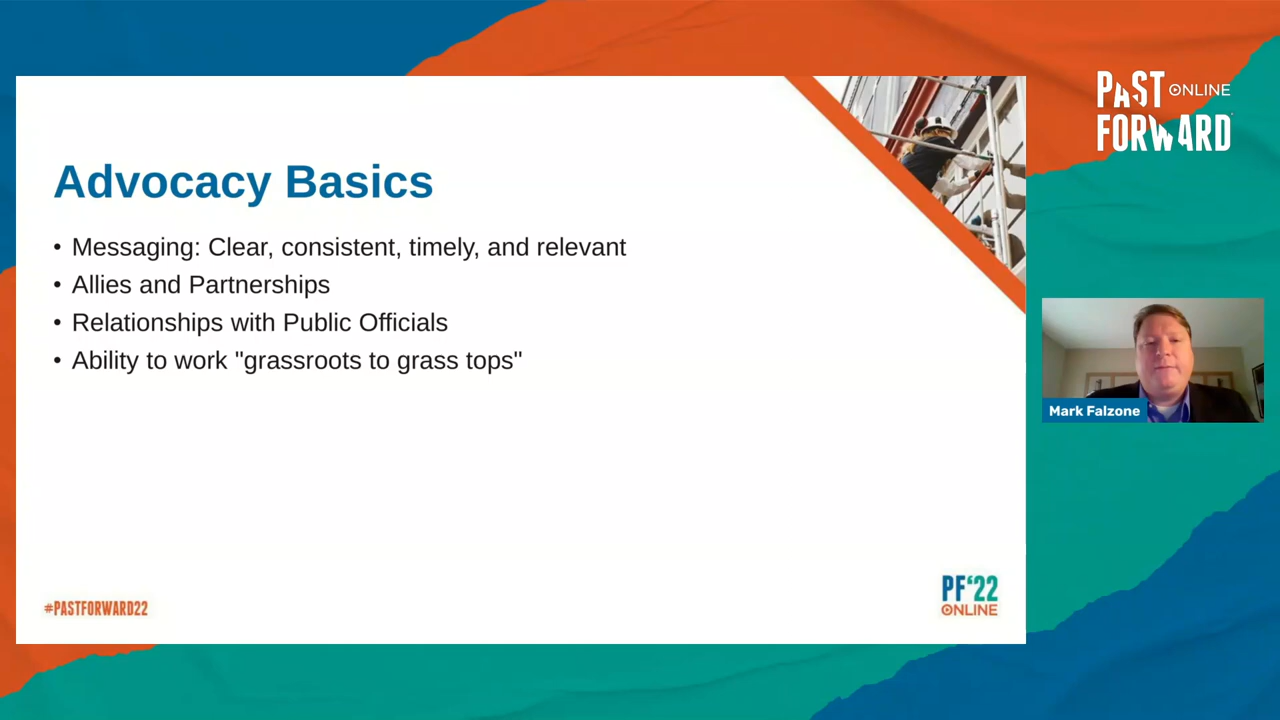 Advocacy Basics
• Messaging: Clear, consistent, timely, and relevant
• Allies and Partnerships
• Relationships with Public Officials
• Ability to work "grassroots to grass tops"
#PASTFORWARD22
PF'22
ONLINE
PAST ONLINE
FORWARD
Mark Falzone